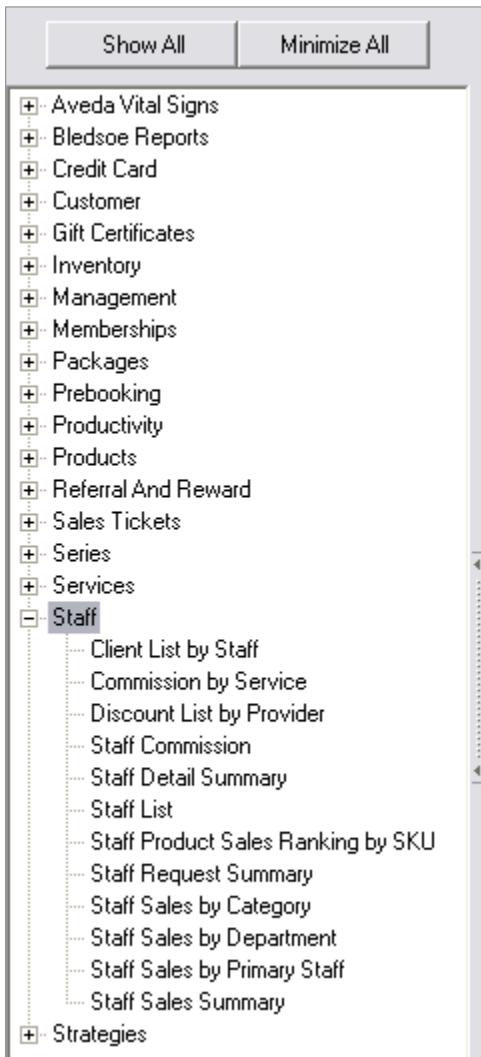 Show All Minimize All
Aveda Vital Signs
Bledsoe Reports
Credit Card
Customer
Gift Certificates
Inventory
Management
Memberships
Packages
Prebooking
Productivity
Products
Referral And Reward
Sales Tickets
Series
Services
Staff
Client List by Staff
Commission by Service
Discount List by Provider
Staff Commission
Staff Detail Summary
Staff List
Staff Product Sales Ranking by SKU
Staff Request Summary
Staff Sales by Category
Staff Sales by Department
Staff Sales by Primary Staff
Staff Sales Summary
Strategies